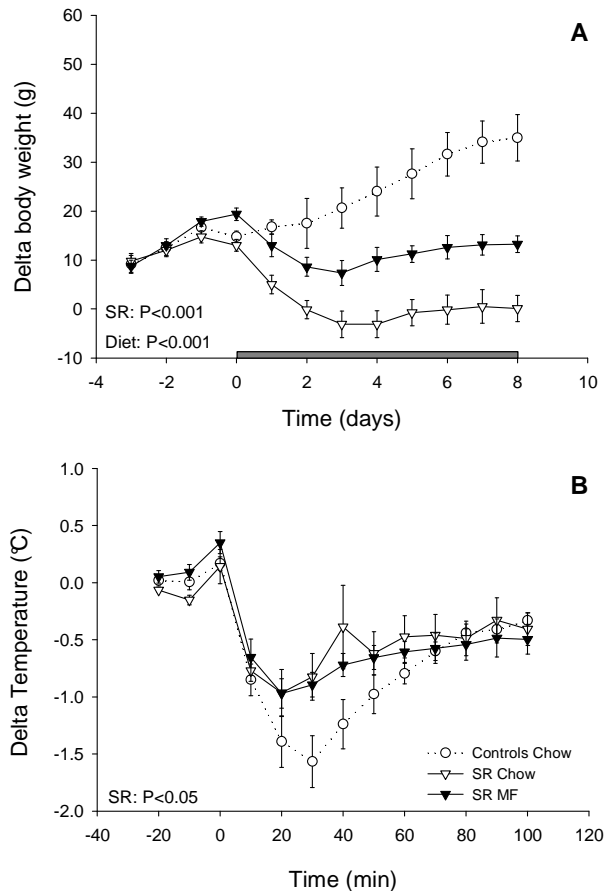 A
60
50
40
30
20
10
0
-10
Delta body weight (g)
SR: P<0.001
Diet: P<0.001
-4 -2 0 2 4 6 8 10
Time (days)
B
1.0
0.5
0.0
-0.5
-1.0
-1.5
-2.0
Delta Temperature (℃)
Controls Chow
SR Chow
SR MF
SR: P<0.05
-40 -20 0 20 40 60 80 100 120
Time (min)